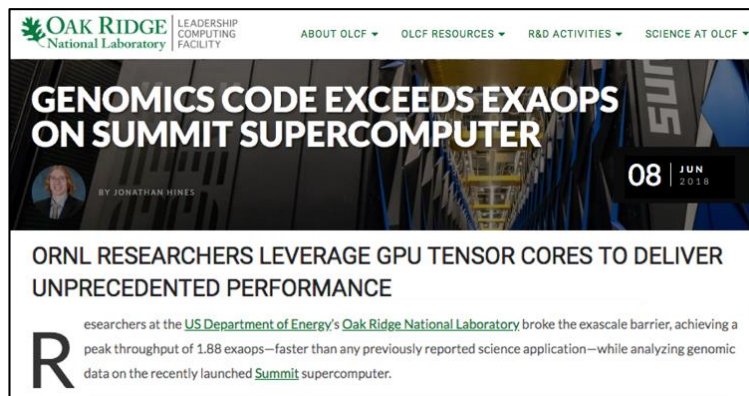 OAK RIDGE
National Laboratory
LEADERSHIP
COMPUTING
FACILITY
ABOUT OLCF
OLCF RESOURCES
R&D ACTIVITIES
SCIENCE AT OLCF
GENOMICS CODE EXCEEDS EXAOPS
ON SUMMIT SUPERCOMPUTER
BY JONATHAN HINES
08 JUN
2018
ORNL RESEARCHERS LEVERAGE GPU TENSOR CORES TO DELIVER
UNPRECEDENTED PERFORMANCE
Researchers at the US Department of Energy's Oak Ridge National Laboratory broke the exascale barrier, achieving a
peak throughput of 1.88 exaops—faster than any previously reported science application—while analyzing genomic
data on the recently launched Summit supercomputer.